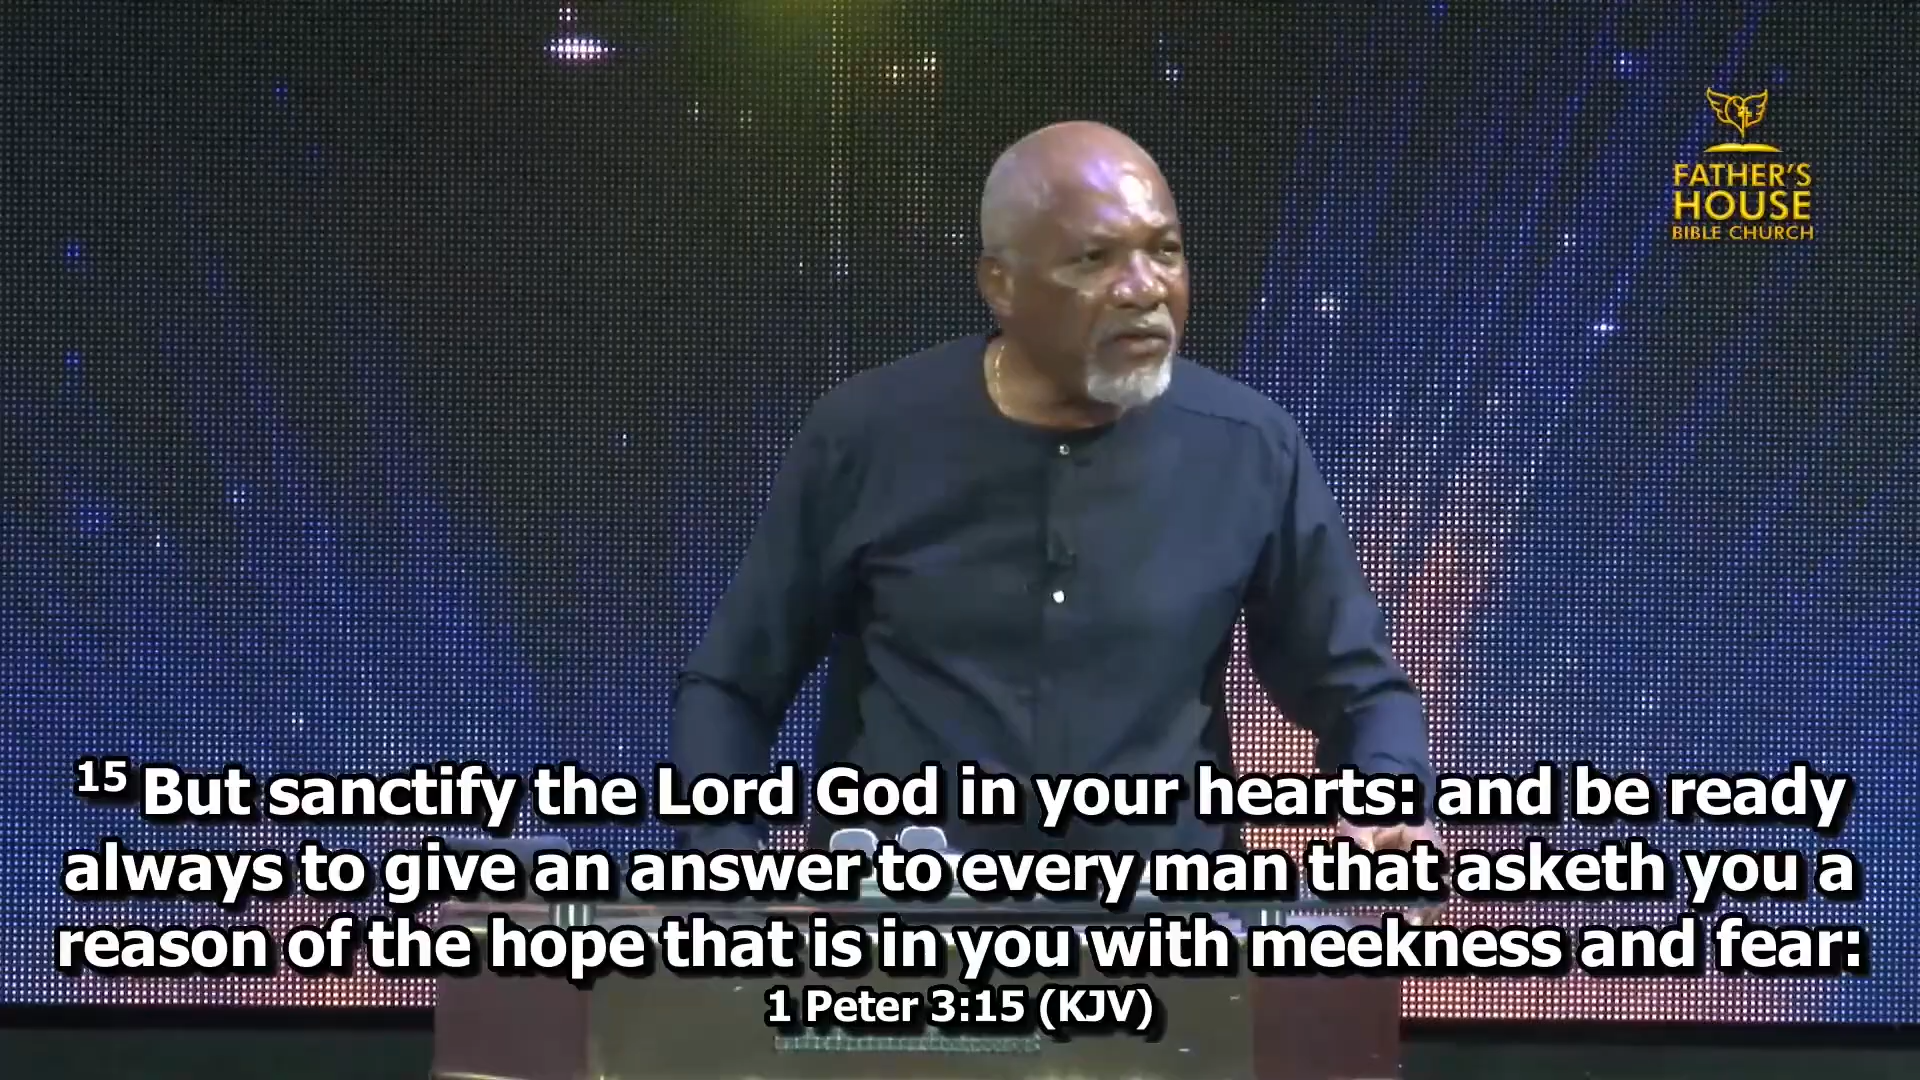 FATHER'S
HOUSE
BIBLE CHURCH
15 But sanctify the Lord God in your hearts: and be ready
always to give an answer to every man that asketh you a
reason of the hope that is in you with meekness and fear:
1 Peter 3:15 (KJV)